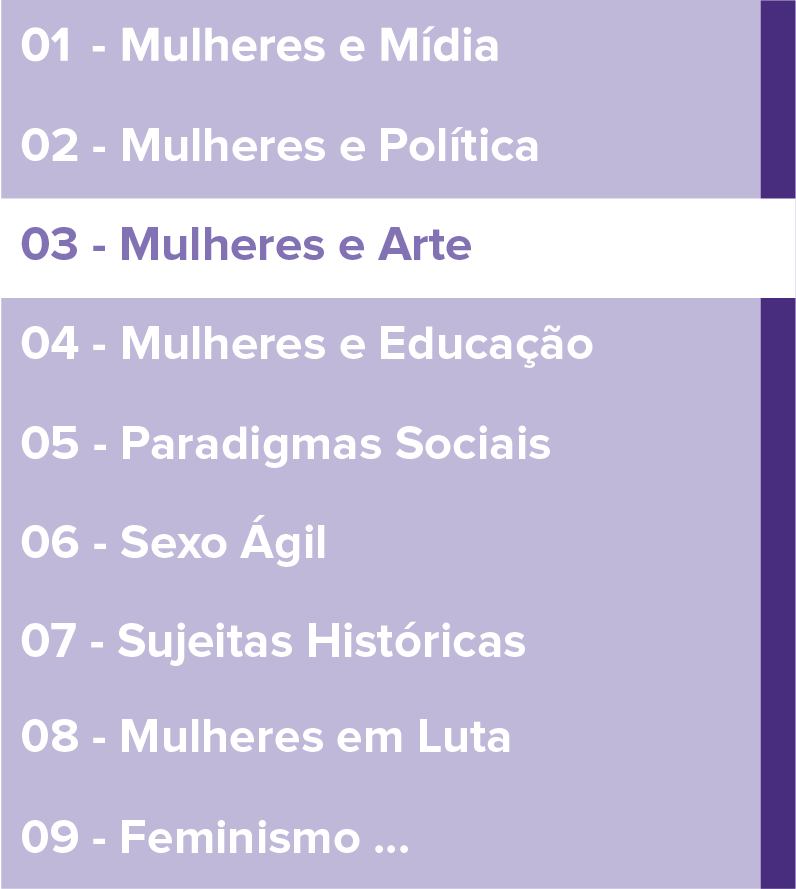 01 - Mulheres e Mídia
02 - Mulheres e Política
03 - Mulheres e Arte
04 - Mulheres e Educação
05 - Paradigmas Sociais
06 - Sexo Ágil
07 - Sujeitas Históricas
08 - Mulheres em Luta
09 - Feminismo ...